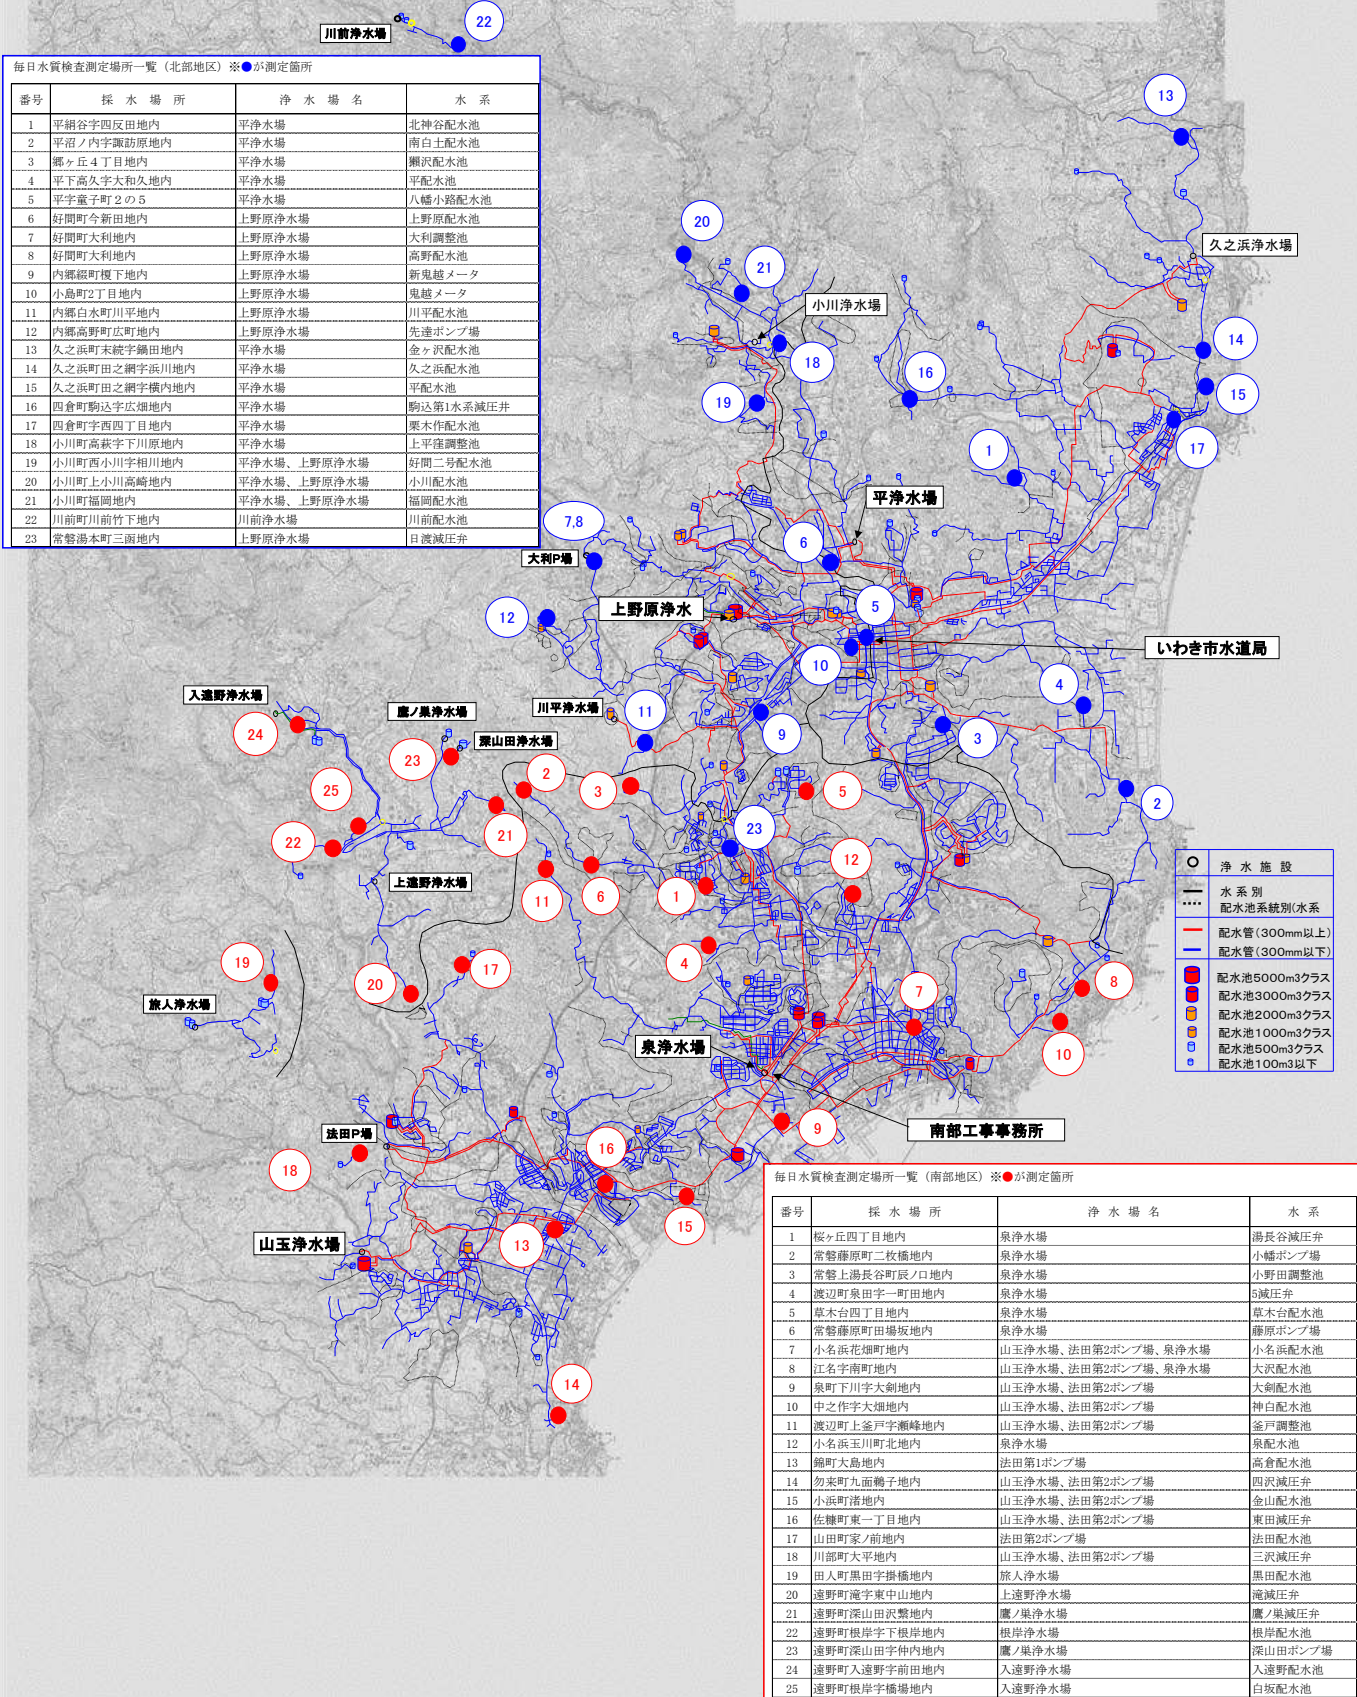 川前浄水場
22
毎日水質検査測定場所一覧（北部地区）※●が測定箇所
番号 採水場所 浄水場名 水系
1 平絹谷字四反田地内 平浄水場 北神谷配水池
2 平沼ノ内字諏訪原地内 平浄水場 南白土配水池
3 郷ヶ丘４丁目地内 平浄水場 獺沢配水池
4 平下高久字大和久地内 平浄水場 平配水池
5 平字童子町２の５ 平浄水場 八幡小路配水池
6 好間町今新田地内 上野原浄水場 上野原配水池
7 好間町大利地内 上野原浄水場 大利調整池
8 好間町大利地内 上野原浄水場 高野配水池
9 内郷綴町榎下地内 上野原浄水場 新鬼越メータ
10 小島町2丁目地内 上野原浄水場 鬼越メータ
11 内郷白水町川平地内 上野原浄水場 川平配水池
12 内郷高野町広町地内 上野原浄水場 先達ポンプ場
13 久之浜町末続字鍋田地内 平浄水場 金ヶ沢配水池
14 久之浜町田之網字浜川地内 平浄水場 久之浜配水池
15 久之浜町田之網字横内地内 平浄水場 平配水池
16 四倉町駒込字広畑地内 平浄水場 駒込第1水系減圧井
17 四倉町字西四丁目地内 平浄水場 栗木作配水池
18 小川町高萩字下川原地内 平浄水場 上平窪調整池
19 小川町西小川字相川地内 平浄水場、上野原浄水場 好間二号配水池
20 小川町上小川高崎地内 平浄水場、上野原浄水場 小川配水池
21 小川町福岡地内 平浄水場、上野原浄水場 福岡配水池
22 川前町川前竹下地内 川前浄水場 川前配水池
23 常磐湯本町三函地内 上野原浄水場 日渡減圧弁
13
20
21
久之浜浄水場
小川浄水場
14
18
16
15
19
17
1
平浄水場
7,8
6
大利P場
5
上野原浄水
12
いわき市水道局
10
4
入遠野浄水場
鷹ノ巣浄水場
川平浄水場
11
24
深山田浄水場
9
3
23
2
3
5
2
25
21
23
22
12
上遠野浄水場
11
6
1
浄水施設
水系別
配水池系統別(水系
配水管(300mm以上)
配水管(300mm以下)
配水池5000m3クラス
配水池3000m3クラス
配水池2000m3クラス
配水池1000m3クラス
配水池500m3クラス
配水池100m3以下
4
19
17
20
8
7
旅人浄水場
泉浄水場
10
法田P場
9
南部工事事務所
18
16
15
13
山玉浄水場
14
毎日水質検査測定場所一覧（南部地区）※●が測定箇所
番号 採水場所 浄水場名 水系
1 桜ヶ丘四丁目地内 泉浄水場 湯長谷減圧弁
2 常磐藤原町二枚橋地内 泉浄水場 小幡ポンプ場
3 常磐上湯長谷町辰ノ口地内 泉浄水場 小野田調整池
4 渡辺町泉田字一町田地内 泉浄水場 5減圧弁
5 草木台四丁目地内 泉浄水場 草木台配水池
6 常磐藤原町田場坂地内 泉浄水場 藤原ポンプ場
7 小名浜花畑町地内 山玉浄水場、法田第2ポンプ場、泉浄水場 小名浜配水池
8 江名字南町地内 山玉浄水場、法田第2ポンプ場、泉浄水場 大沢配水池
9 泉町下川字大剣地内 山玉浄水場、法田第2ポンプ場 大剣配水池
10 中之作字大畑地内 山玉浄水場、法田第2ポンプ場 神白配水池
11 渡辺町上釜戸字瀬峰地内 山玉浄水場、法田第2ポンプ場 釜戸調整池
12 小名浜玉川町北地内 泉浄水場 泉配水池
13 錦町大島地内 法田第1ポンプ場 高倉配水池
14 勿来町九面鵜子地内 山玉浄水場、法田第2ポンプ場 四沢減圧弁
15 小浜町渚地内 山玉浄水場、法田第2ポンプ場 金山配水池
16 佐糠町東一丁目地内 山玉浄水場、法田第2ポンプ場 東田減圧弁
17 山田町家ノ前地内 法田第2ポンプ場 法田配水池
18 川部町大平地内 山玉浄水場、法田第2ポンプ場 三沢減圧弁
19 田人町黒田字掛橋地内 旅人浄水場 黒田配水池
20 遠野町滝字東中山地内 上遠野浄水場 滝減圧弁
21 遠野町深山田沢繋地内 鷹ノ巣浄水場 鷹ノ巣減圧弁
22 遠野町根岸字下根岸地内 根岸浄水場 根岸配水池
23 遠野町深山田字仲内地内 鷹ノ巣浄水場 深山田ポンプ場
24 遠野町入遠野字前田地内 入遠野浄水場 入遠野配水池
25 遠野町根岸字橋場地内 入遠野浄水場 白坂配水池